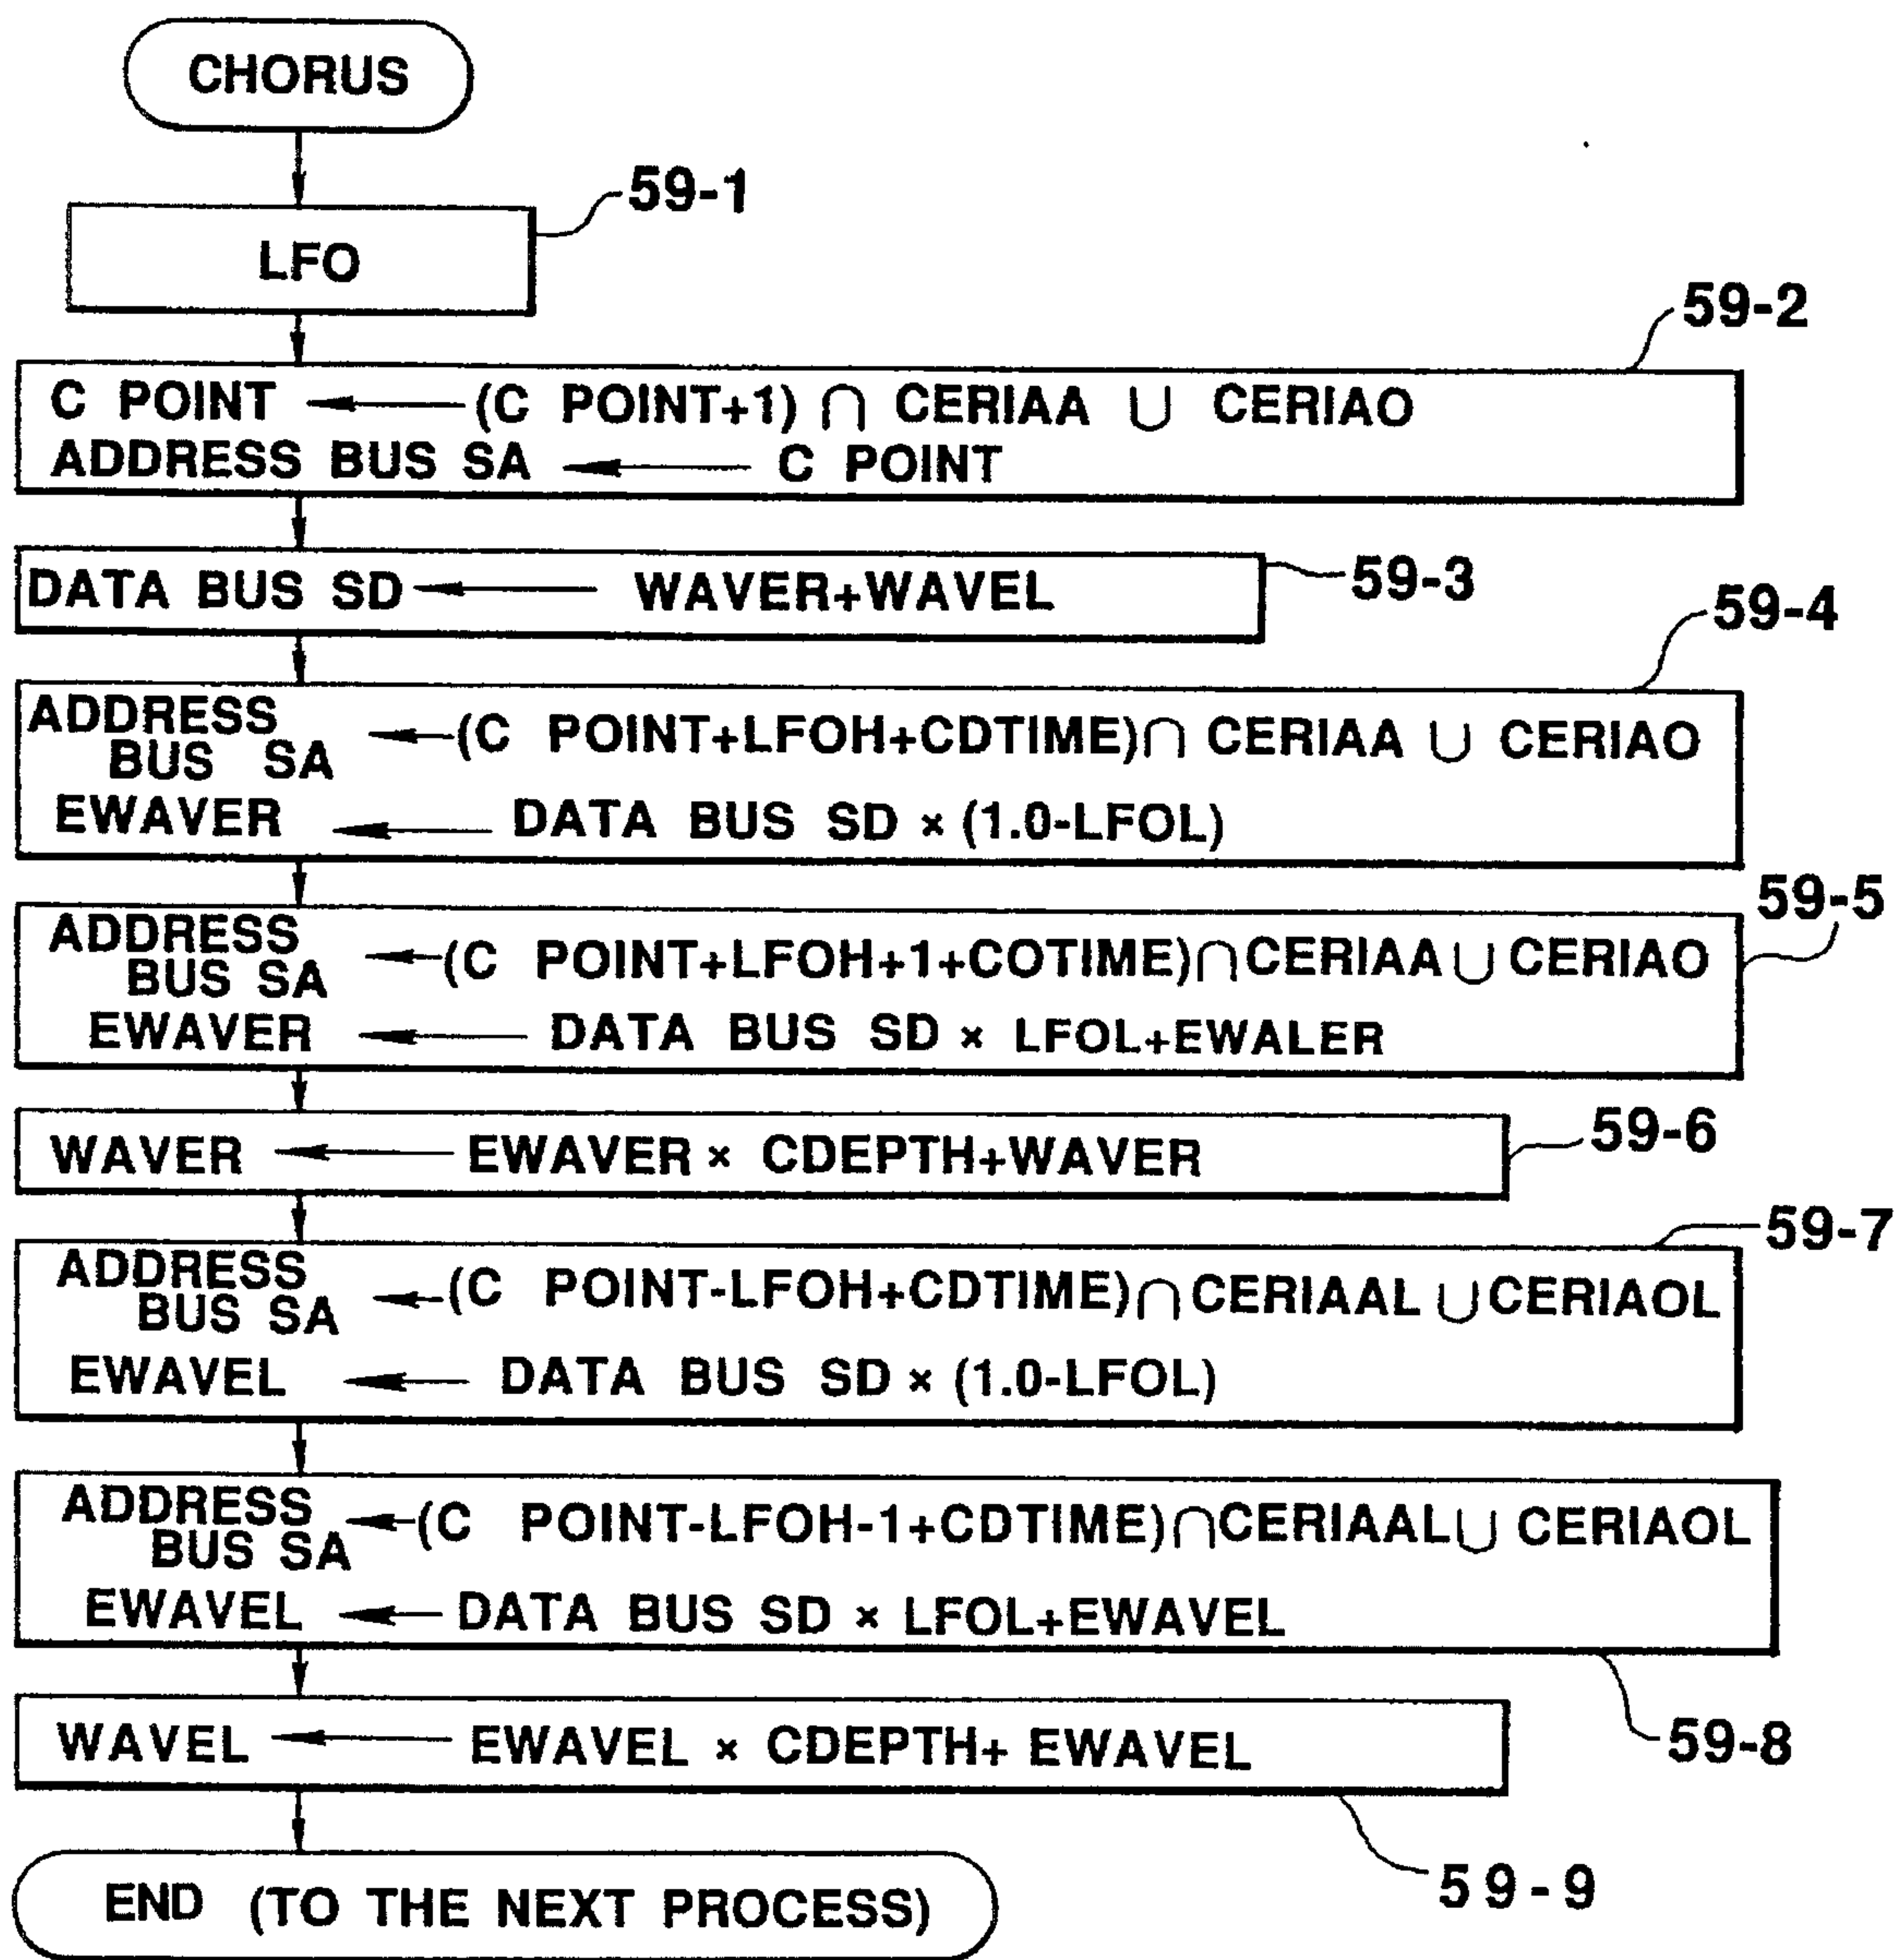 CHORUS
59-1
LFO
59-2
C POINT ← (C POINT+1) ∩ CERIAA ∪ CERIAO
ADDRESS BUS SA ← C POINT
59-3
DATA BUS SD ← WAVER+WAVEL
59-4
ADDRESS BUS SA ← (C POINT+LFOH+CDTIME) ∩ CERIAA ∪ CERIAO
EWAVER ← DATA BUS SD × (1.0-LFOL)
59-5
ADDRESS BUS SA ← (C POINT+LFOH+1+COTIME) ∩ CERIAA ∪ CERIAO
EWAVER ← DATA BUS SD × LFOL+EWALER
59-6
WAVER ← EWAVER × CDEPTH+WAVER
59-7
ADDRESS BUS SA ← (C POINT-LFOH+CDTIME) ∩ CERIAAL ∪ CERIAOL
EWAVEL ← DATA BUS SD × (1.0-LFOL)
ADDRESS BUS SA ← (C POINT-LFOH-1+CDTIME) ∩ CERIAAL ∪ CERIAOL
EWAVEL ← DATA BUS SD × LFOL+EWAVEL
59-8
WAVEL ← EWAVEL × CDEPTH+ EWAVEL
59-9
END (TO THE NEXT PROCESS)